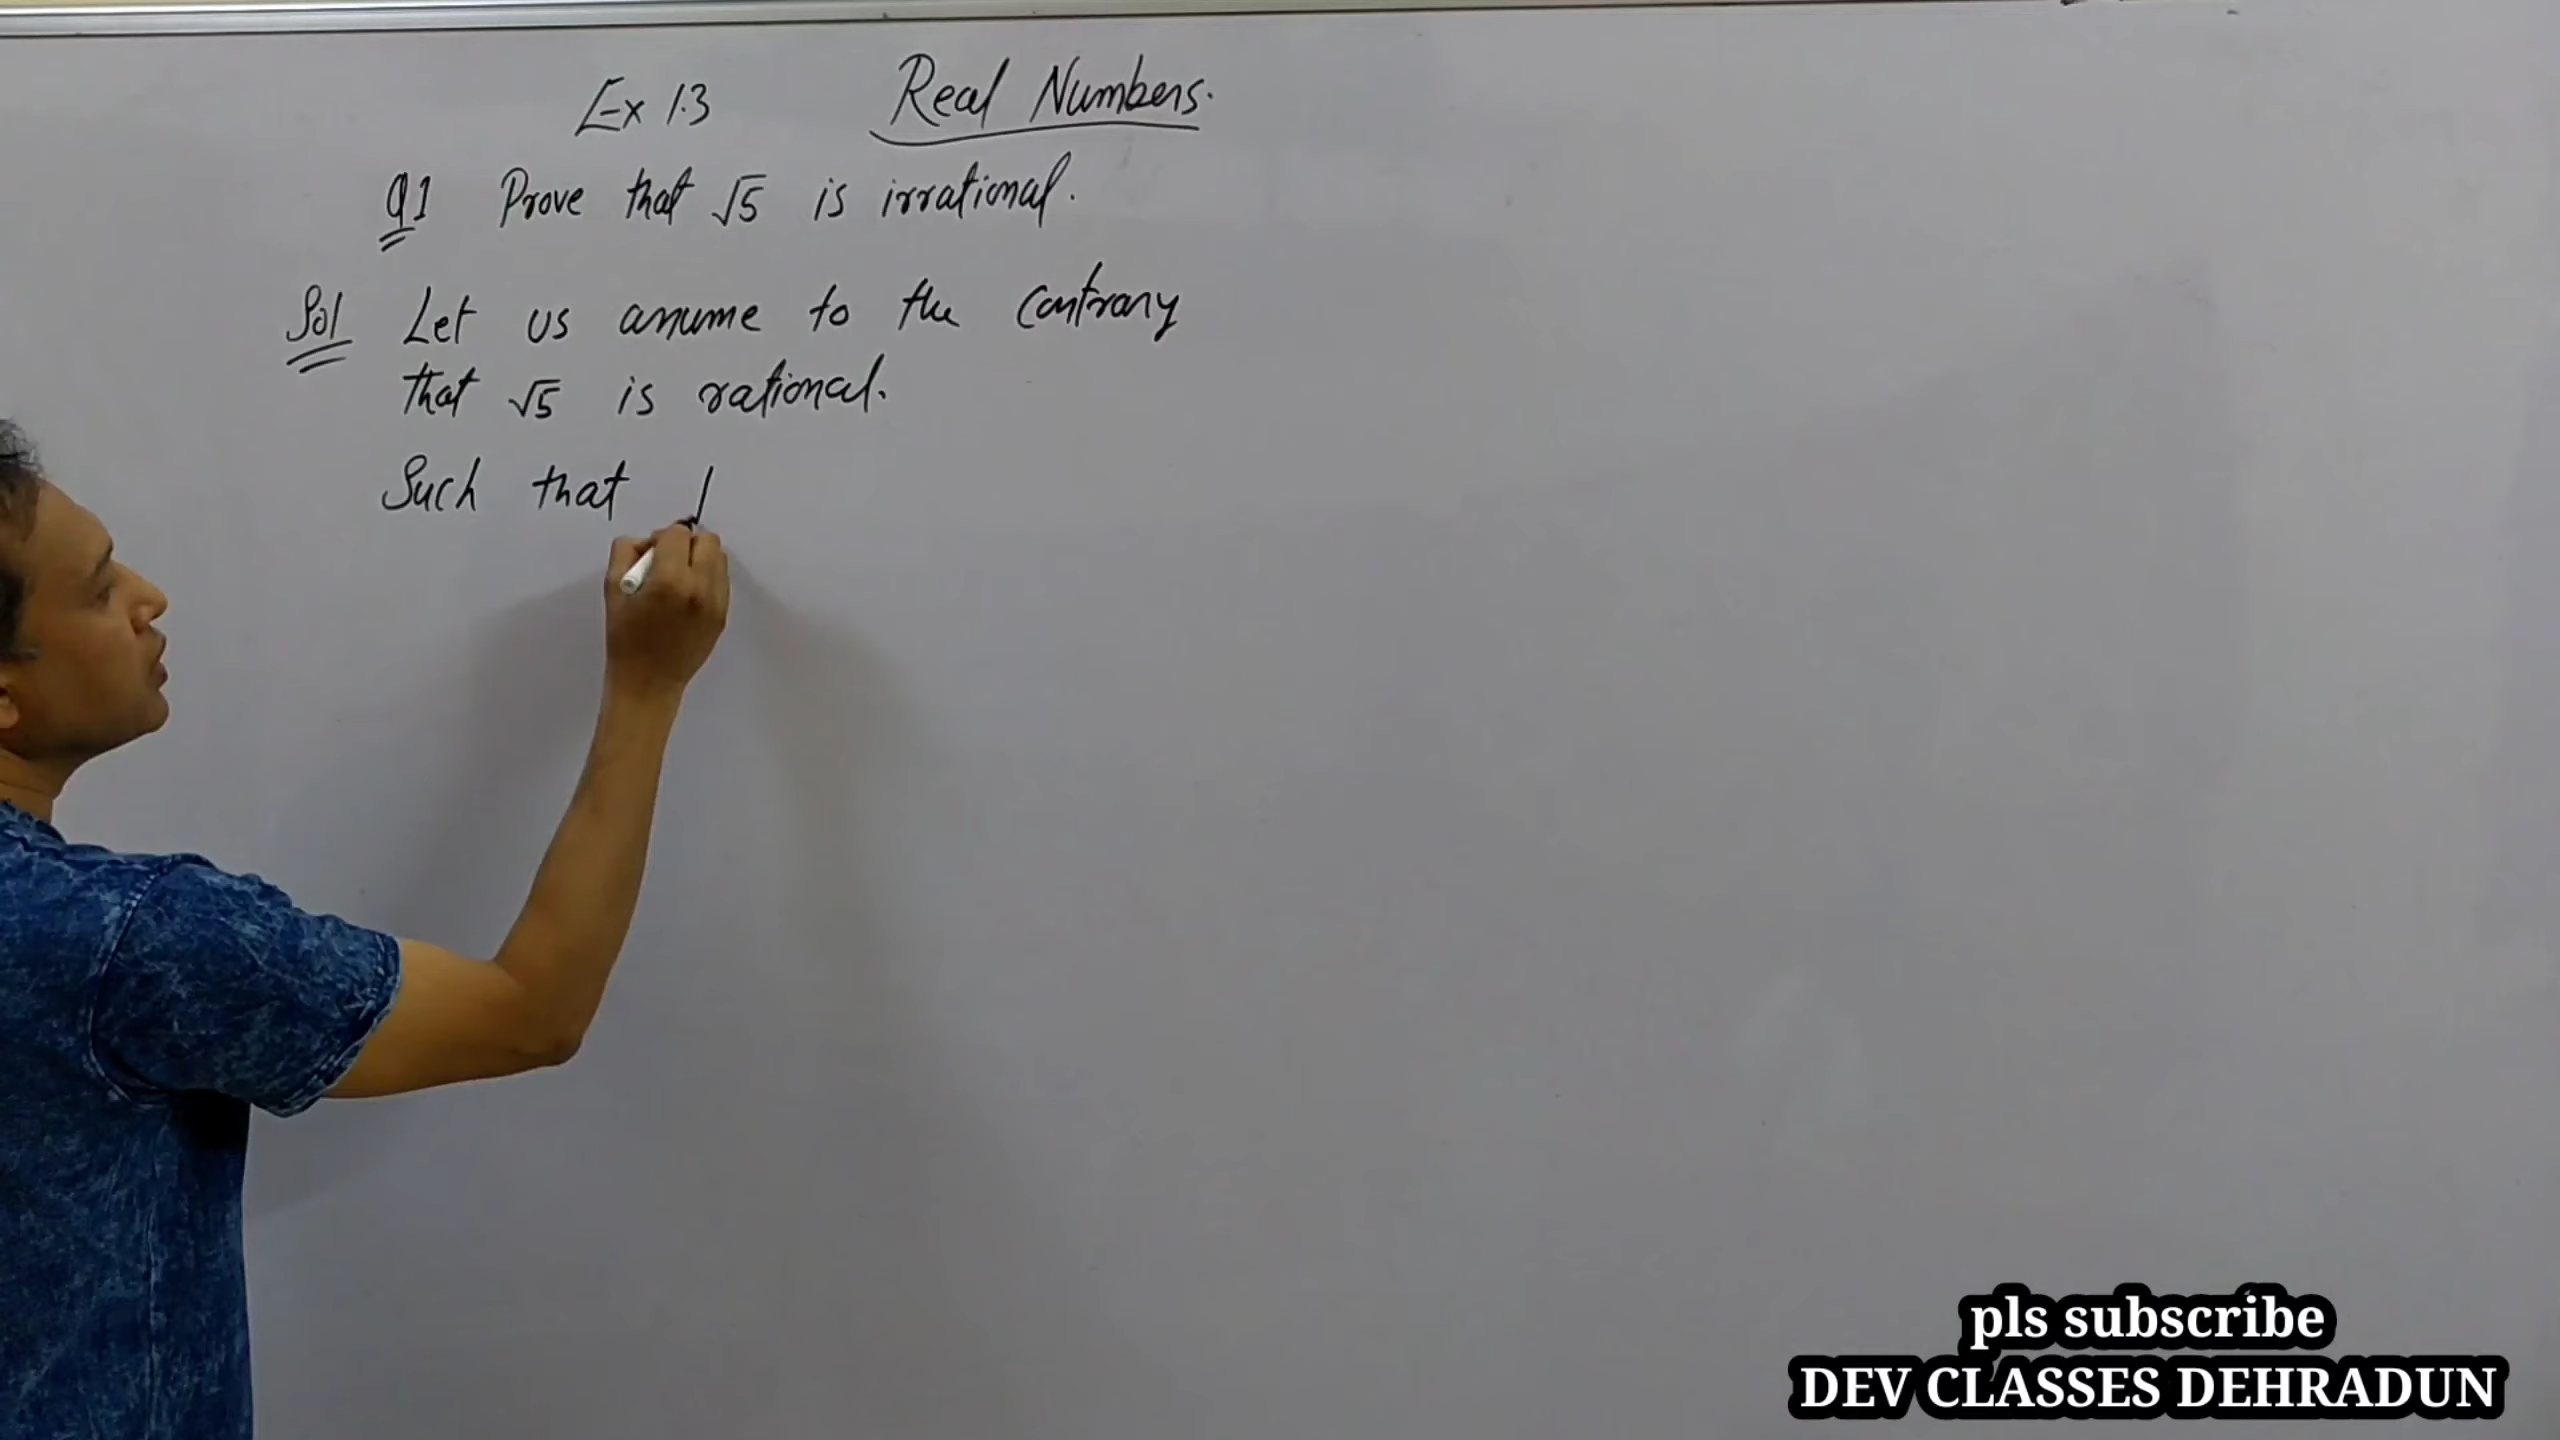 Ex 1.3 Real Numbers.
Q1 Prove that √5 is irrational.
Sol Let us assume to the contrary
that √5 is rational.
Such that
pls subscribe
DEV CLASSES DEHRADUN